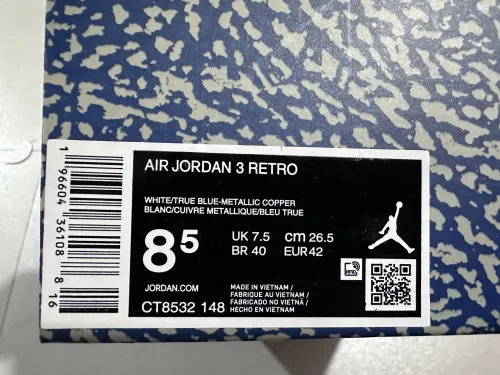 AIR JORDAN 3 RETRO
WHITE/TRUE BLUE-METALLIC COPPER
BLANC/CUIVRE METALLIQUE/BLEU TRUE
8⁵
UK 7.5 cm 26.5
BR 40 EUR 42
JORDAN.COM
CT8532 148
MADE IN VIETNAM /
FABRIQUE AU VIETNAM /
FABRICADO NO VIETNÃ /
HECHO EN VIETNAM
1 96604 36108 8 16